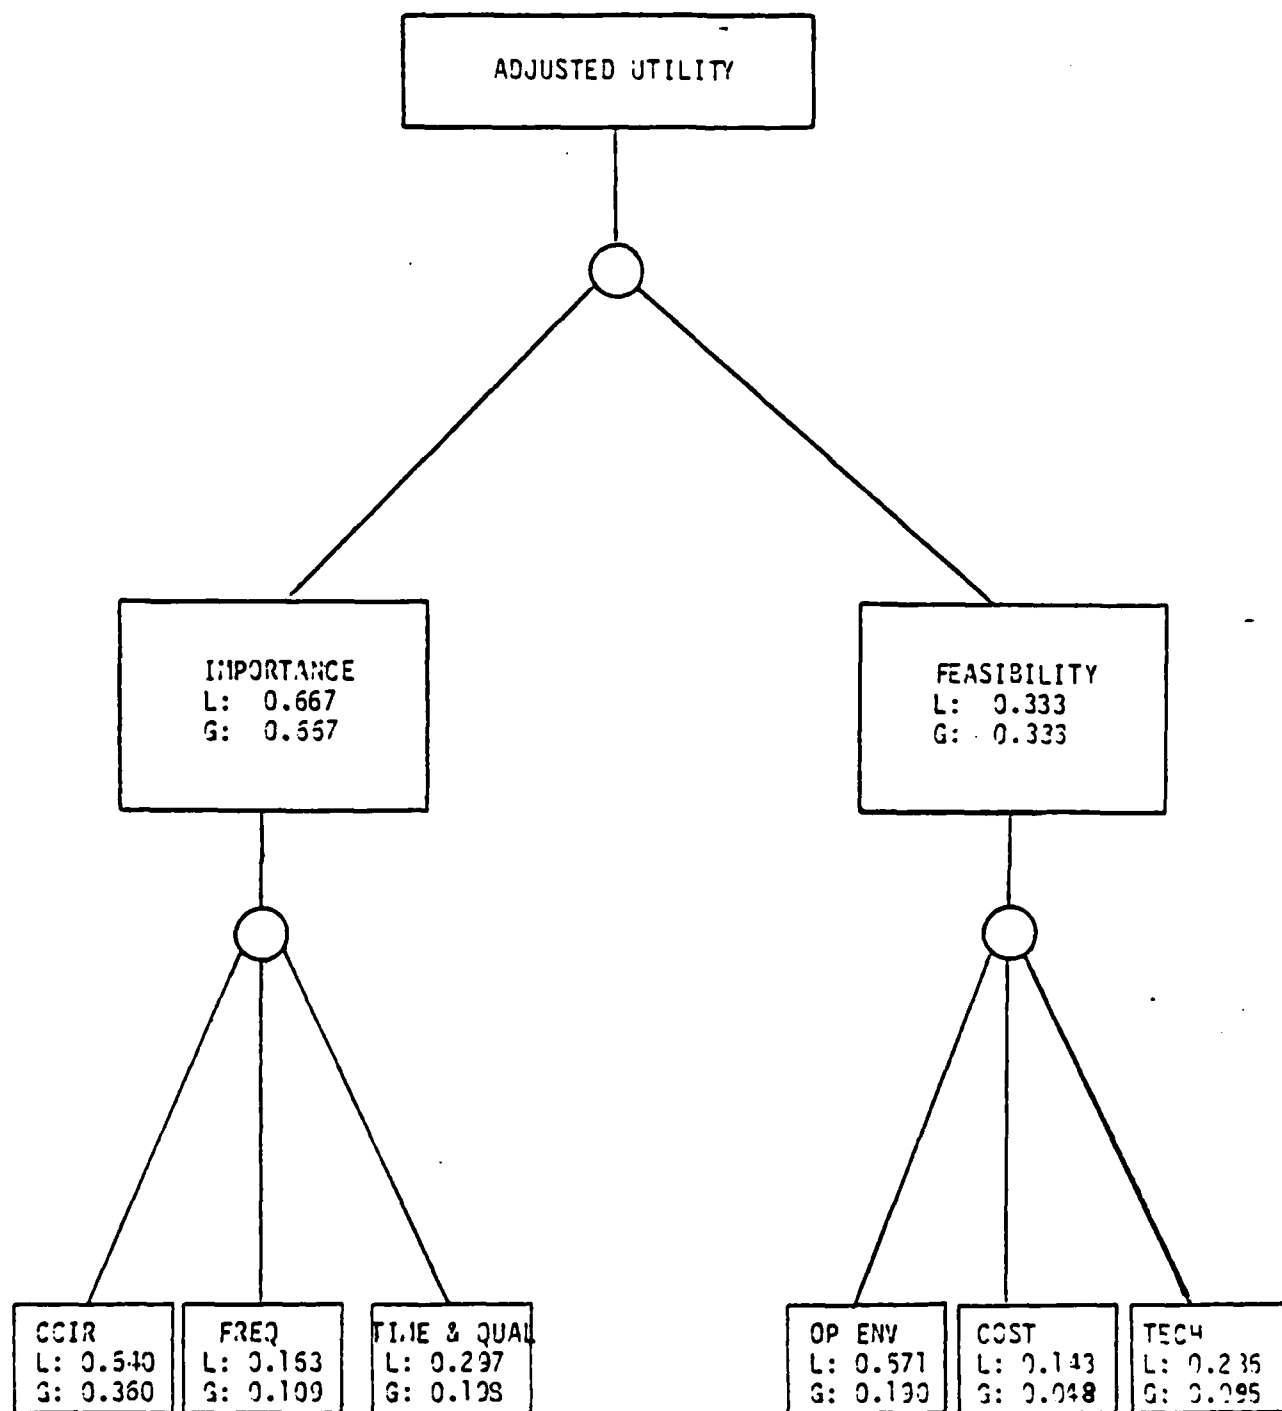 ADJUSTED UTILITY
IMPORTANCE
L: 0.667
G: 0.667
FEASIBILITY
L: 0.333
G: 0.333
CCIR
L: 0.540
G: 0.360
FREQ
L: 0.163
G: 0.109
TIME & QUAL
L: 0.297
G: 0.198
OP ENV
L: 0.571
G: 0.190
COST
L: 0.143
G: 0.048
TECH
L: 0.286
G: 0.095